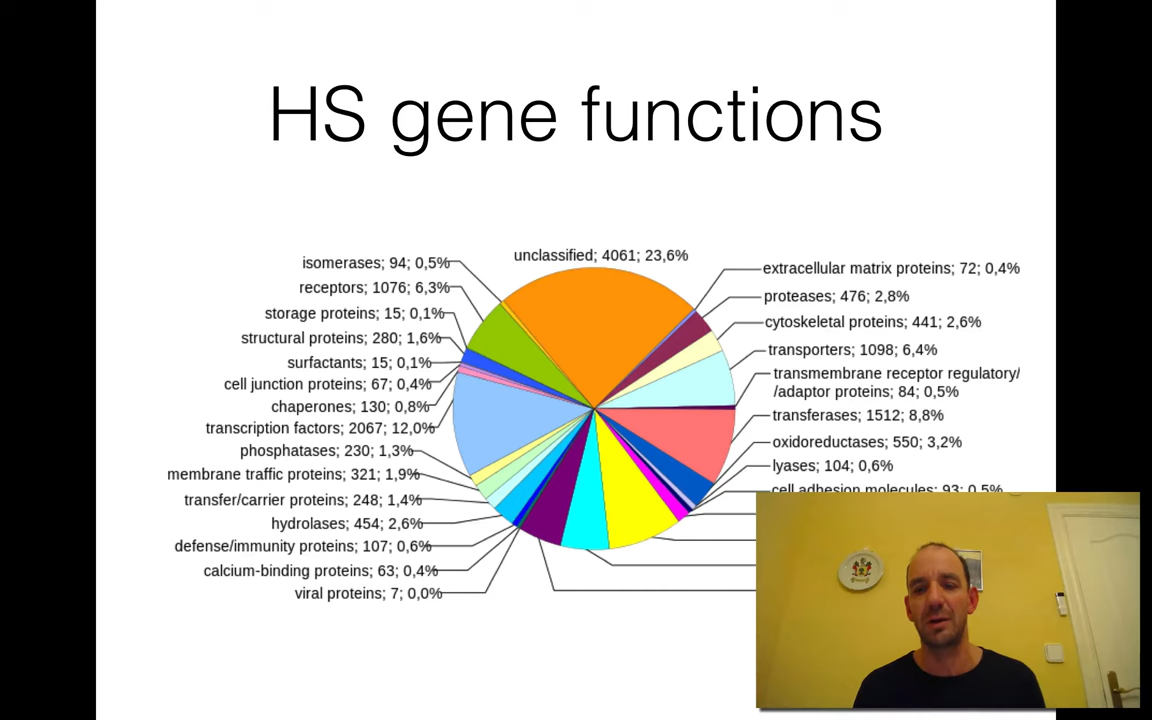 HS gene functions
unclassified; 4061; 23,6%
isomerases; 94; 0,5%
receptors; 1076; 6,3%
storage proteins; 15; 0,1%
structural proteins; 280; 1,6%
surfactants; 15; 0,1%
cell junction proteins; 67; 0,4%
chaperones; 130; 0,8%
transcription factors; 2067; 12,0%
phosphatases; 230; 1,3%
membrane traffic proteins; 321; 1,9%
transfer/carrier proteins; 248; 1,4%
hydrolases; 454; 2,6%
defense/immunity proteins; 107; 0,6%
calcium-binding proteins; 63; 0,4%
viral proteins; 7; 0,0%
extracellular matrix proteins; 72; 0,4%
proteases; 476; 2,8%
cytoskeletal proteins; 441; 2,6%
transporters; 1098; 6,4%
transmembrane receptor regulatory/
/adaptor proteins; 84; 0,5%
transferases; 1512; 8,8%
oxidoreductases; 550; 3,2%
lyases; 104; 0,6%
cell adhesion molecules; 93; 0,5%